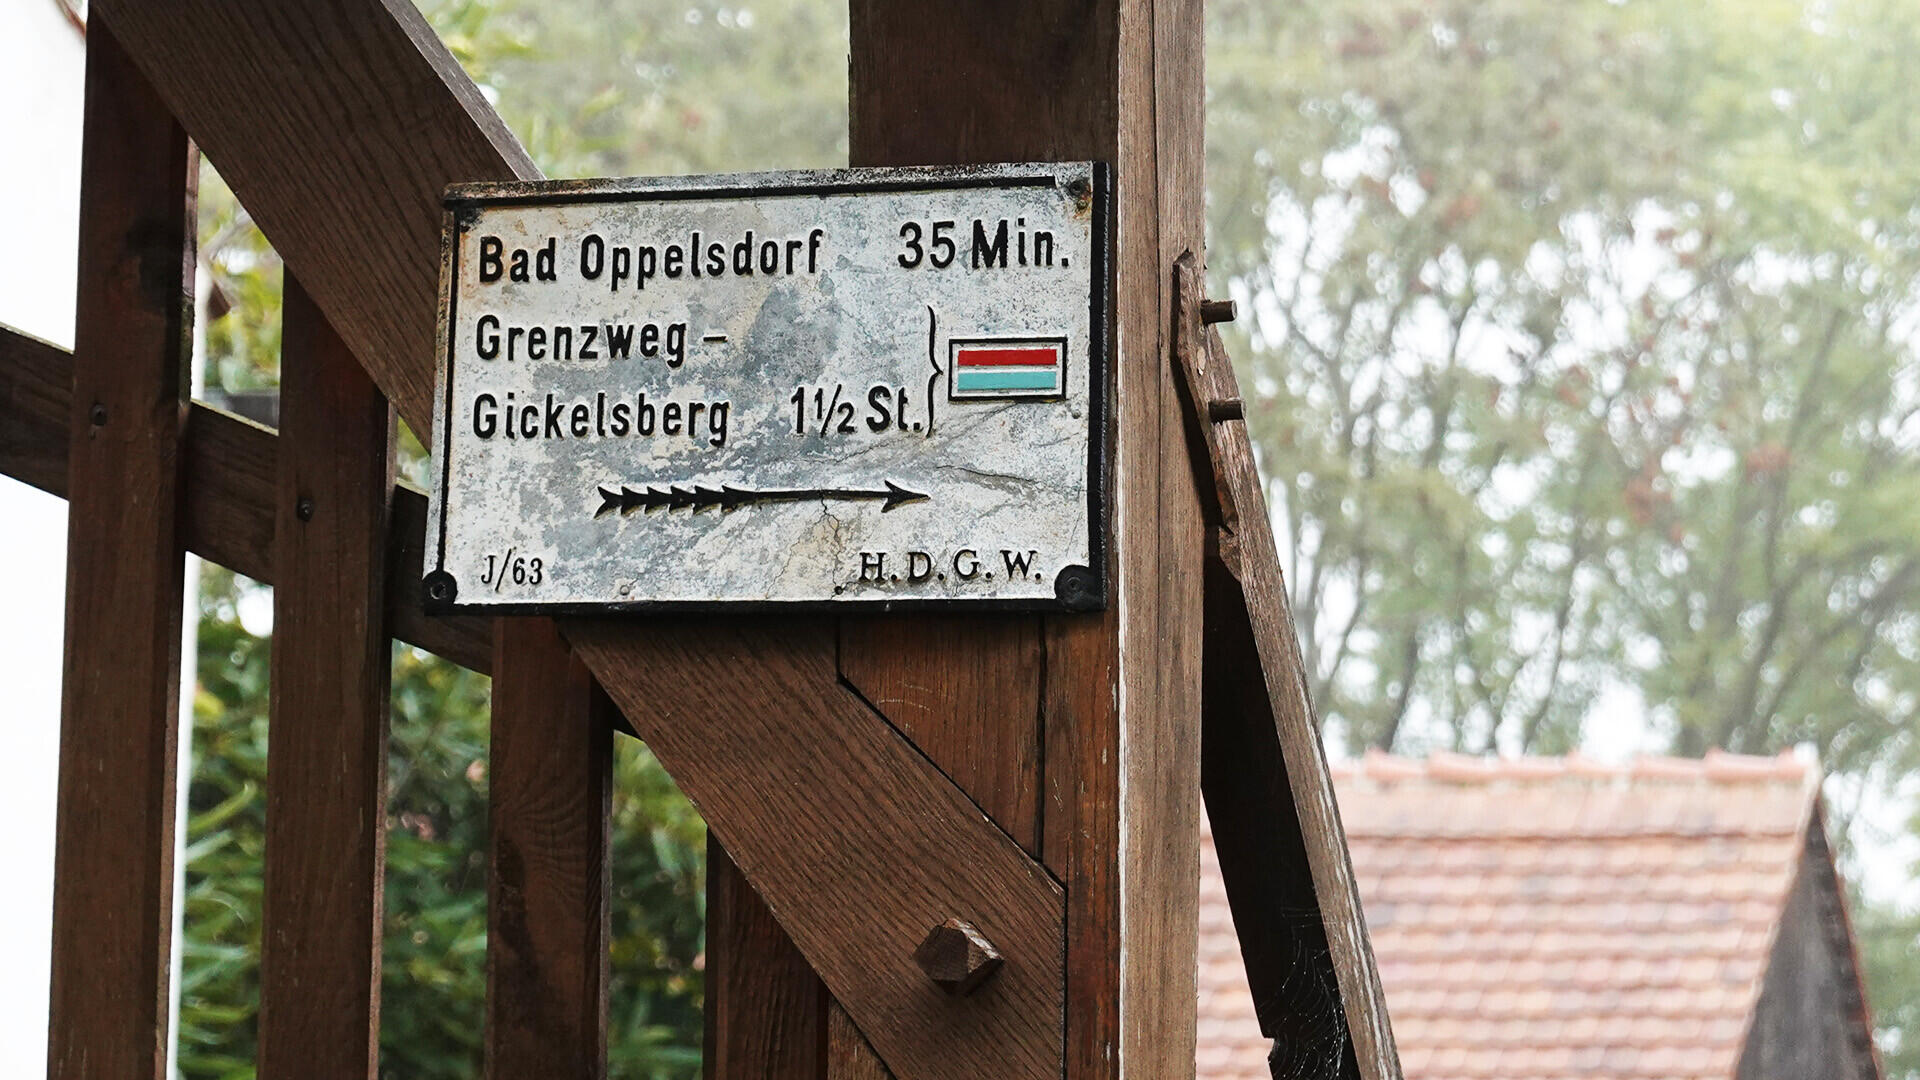 Bad Oppelsdorf 35 Min.
Grenzweg –
Gickelsberg 1½ St.
J/63 H.D.G.W.